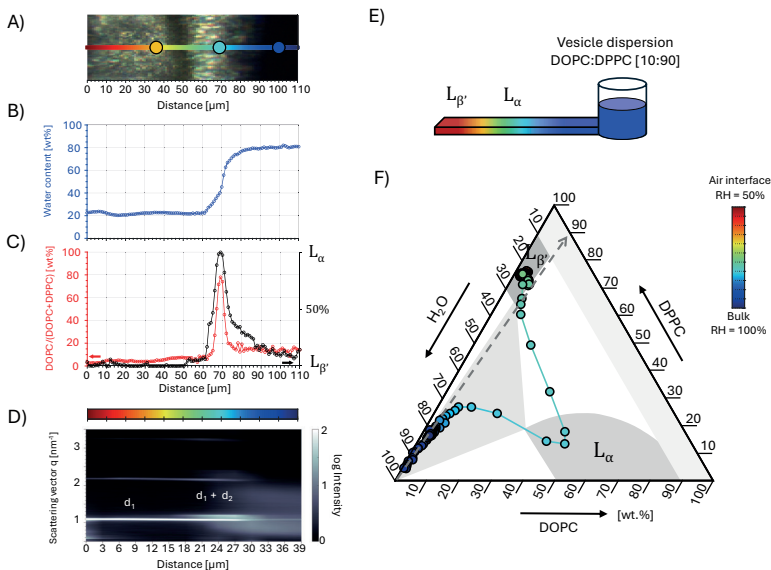 A)
0 10 20 30 40 50 60 70 80 90 100 110
Distance [µm]
B)
Water content [wt%]
100
80
60
40
20
0
C)
DOPC/(DOPC+DPPC) [wt%]
100
80
60
40
20
0
Lα
50%
Lβ'
0 10 20 30 40 50 60 70 80 90 100 110
Distance [µm]
D)
Scattering vector q [nm⁻¹]
3
2
1
d₁
d₁ + d₂
0 3 6 9 12 15 18 21 24 27 30 33 36 39
Distance [µm]
2
1
0
log Intensity
E)
Vesicle dispersion
DOPC:DPPC [10:90]
Lβ'
Lα
F)
Air interface
RH = 50%
Bulk
RH = 100%
H₂O
10
20
30
40
50
60
70
80
90
100
DPPC
100
90
80
70
60
50
40
30
20
10
Lβ'
Lα
10 20 30 40 50 60 70 80 90 100
DOPC
[wt.%]